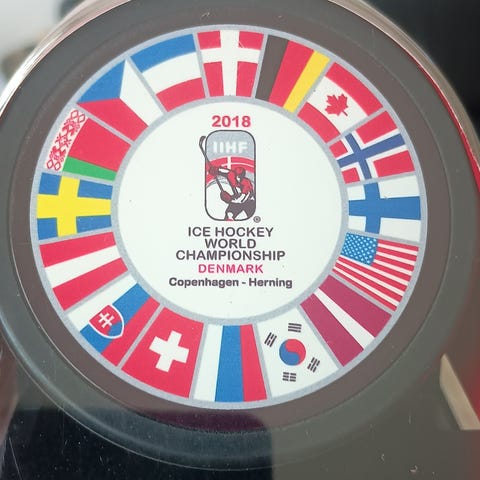 2018
IIHF
®
ICE HOCKEY
WORLD
CHAMPIONSHIP
DENMARK
Copenhagen - Herning